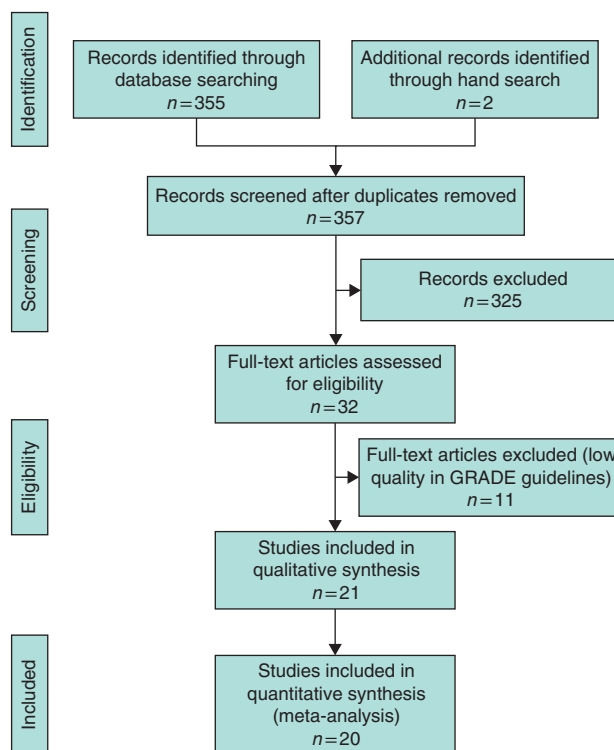 Identification
Records identified through
database searching
n=355
Additional records identified
through hand search
n=2
Records screened after duplicates removed
n=357
Screening
Records excluded
n=325
Full-text articles assessed
for eligibility
n=32
Eligibility
Full-text articles excluded (low
quality in GRADE guidelines)
n=11
Studies included in
qualitative synthesis
n=21
Included
Studies included in
quantitative synthesis
(meta-analysis)
n=20